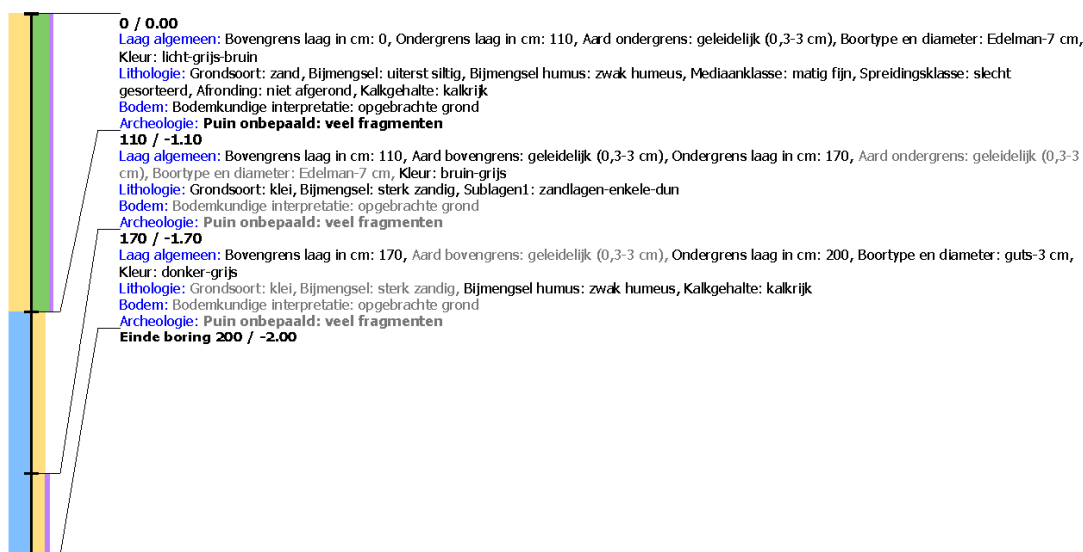 0 / 0.00
Laag algemeen: Bovengrens laag in cm: 0, Ondergrens laag in cm: 110, Aard ondergrens: geleidelijk (0,3-3 cm), Boortype en diameter: Edelman-7 cm,
Kleur: licht-grijs-bruin
Lithologie: Grondsoort: zand, Bijmengsel: uiterst siltig, Bijmengsel humus: zwak humeus, Mediaanklasse: matig fijn, Spreidingsklasse: slecht
gesorteerd, Afronding: niet afgerond, Kalkgehalte: kalkrijk
Bodem: Bodemkundige interpretatie: opgebrachte grond
Archeologie: Puin onbepaald: veel fragmenten
110 / -1.10
Laag algemeen: Bovengrens laag in cm: 110, Aard bovengrens: geleidelijk (0,3-3 cm), Ondergrens laag in cm: 170, Aard ondergrens: geleidelijk (0,3-3
cm), Boortype en diameter: Edelman-7 cm, Kleur: bruin-grijs
Lithologie: Grondsoort: klei, Bijmengsel: sterk zandig, Sublagen1: zandlagen-enkele-dun
Bodem: Bodemkundige interpretatie: opgebrachte grond
Archeologie: Puin onbepaald: veel fragmenten
170 / -1.70
Laag algemeen: Bovengrens laag in cm: 170, Aard bovengrens: geleidelijk (0,3-3 cm), Ondergrens laag in cm: 200, Boortype en diameter: guts-3 cm,
Kleur: donker-grijs
Lithologie: Grondsoort: klei, Bijmengsel: sterk zandig, Bijmengsel humus: zwak humeus, Kalkgehalte: kalkrijk
Bodem: Bodemkundige interpretatie: opgebrachte grond
Archeologie: Puin onbepaald: veel fragmenten
Einde boring 200 / -2.00